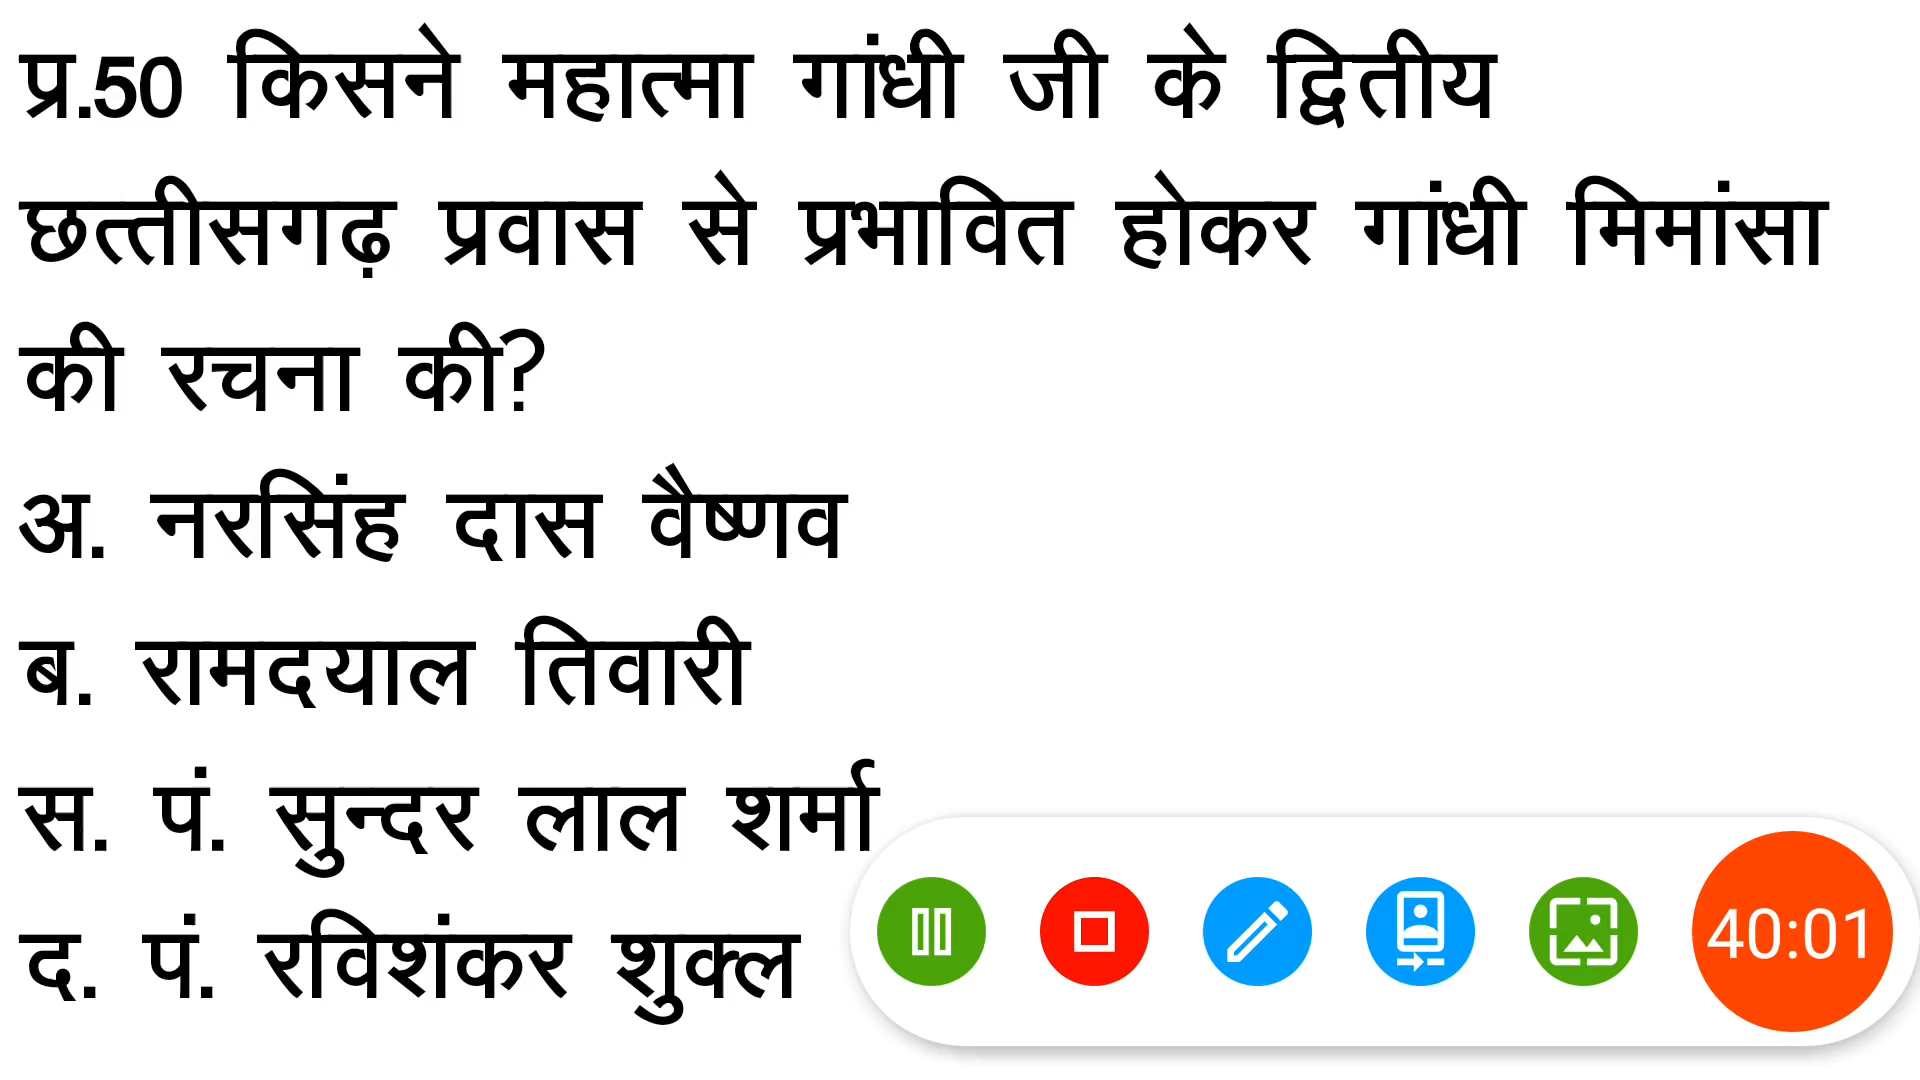 प्र.50 किसने महात्मा गांधी जी के द्वितीय
छत्तीसगढ़ प्रवास से प्रभावित होकर गांधी मिमांसा
की रचना की?
अ. नरसिंह दास वैष्णव
ब. रामदयाल तिवारी
स. पं. सुन्दर लाल शर्मा
द. पं. रविशंकर शुक्ल
40:01